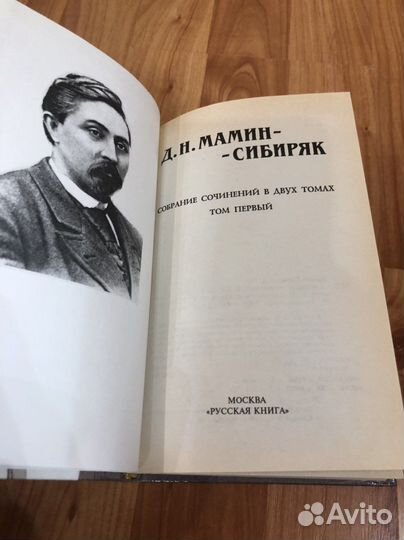 Д. Н. МАМИН-
-СИБИРЯК
СОБРАНИЕ СОЧИНЕНИЙ В ДВУХ ТОМАХ
ТОМ ПЕРВЫЙ
МОСКВА
«РУССКАЯ КНИГА»
Avito